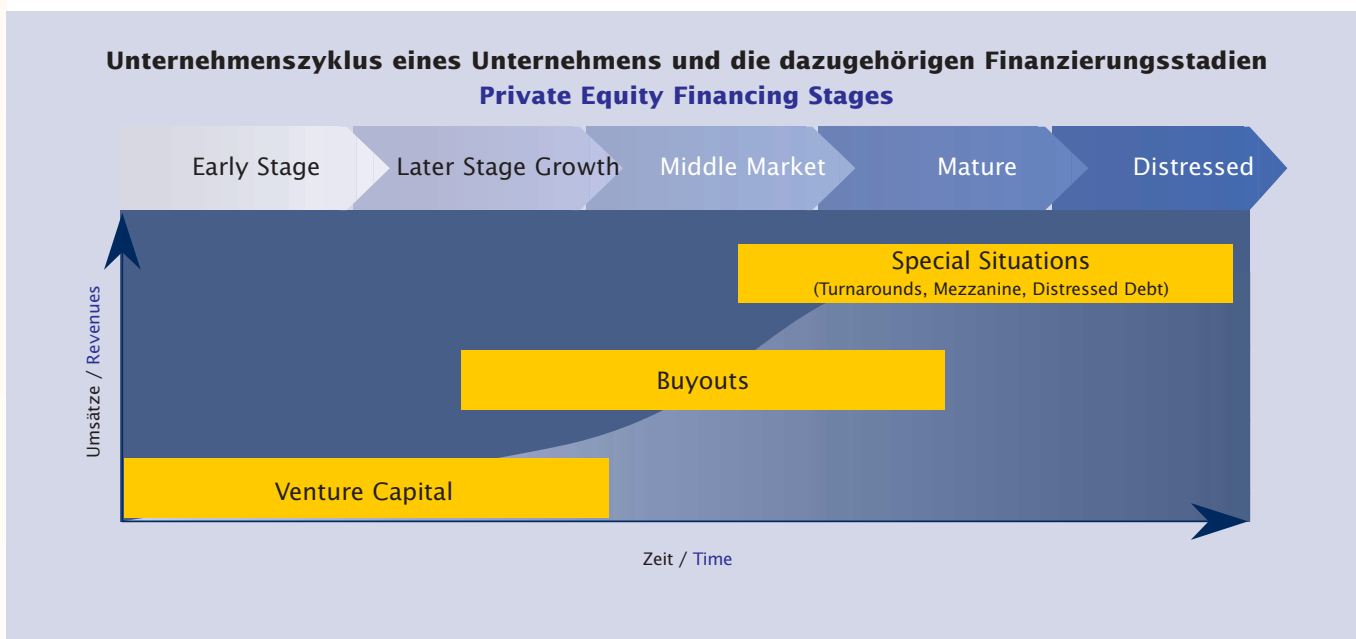 Unternehmenszyklus eines Unternehmens und die dazugehörigen Finanzierungsstadien
Private Equity Financing Stages
Early Stage
Later Stage Growth
Middle Market
Mature
Distressed
Umsätze / Revenues
Special Situations
(Turnarounds, Mezzanine, Distressed Debt)
Buyouts
Venture Capital
Zeit / Time